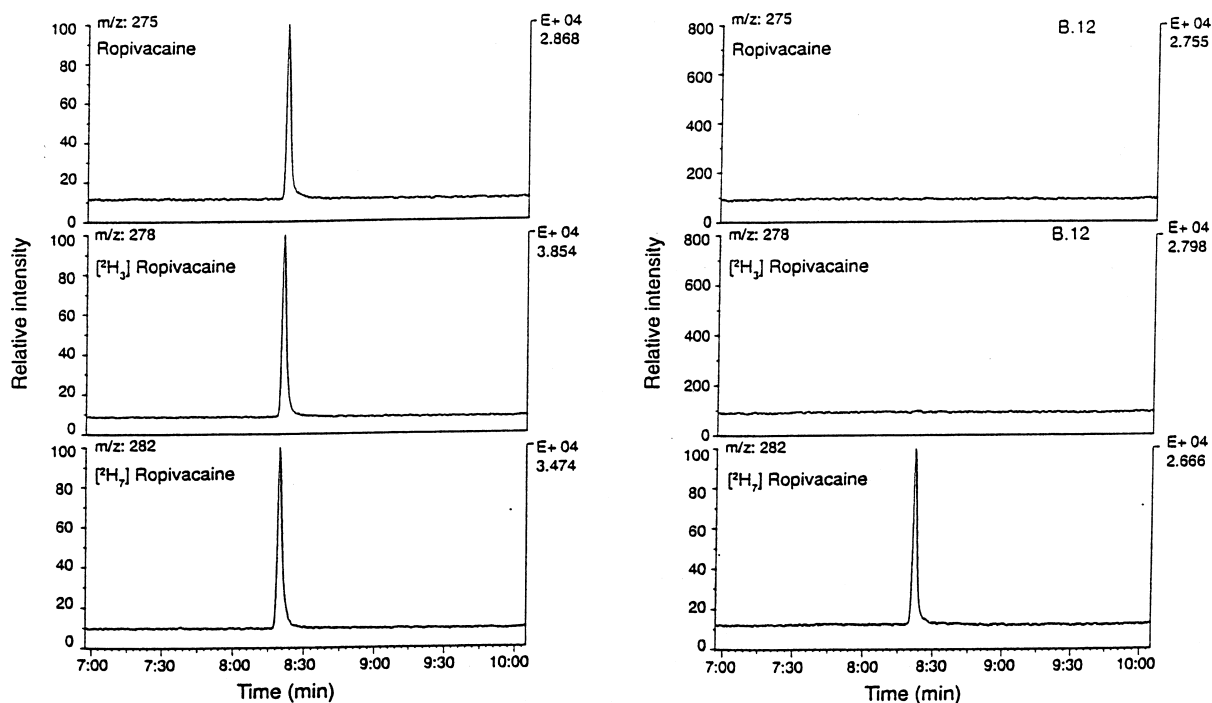 m/z: 275
Ropivacaine
E+ 04
2.868
100
80
60
40
20
0
m/z: 278
[²H₃] Ropivacaine
E+ 04
3.854
100
80
60
40
20
0
m/z: 282
[²H₇] Ropivacaine
E+ 04
3.474
100
80
60
40
20
0
Relative intensity
7:00 7:30 8:00 8:30 9:00 9:30 10:00
Time (min)
m/z: 275
Ropivacaine
B.12
E+ 04
2.755
800
600
400
200
0
m/z: 278
[²H₃] Ropivacaine
B.12
E+ 04
2.798
800
600
400
200
0
m/z: 282
[²H₇] Ropivacaine
E+ 04
2.666
100
80
60
40
20
0
Relative intensity
7:00 7:30 8:00 8:30 9:00 9:30 10:00
Time (min)